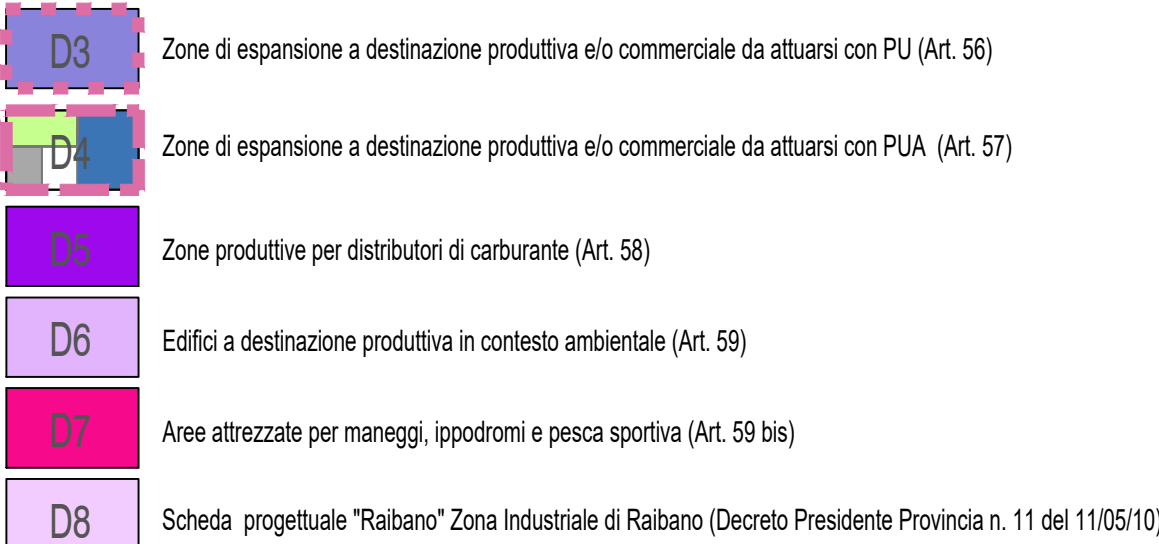 D3 Zone di espansione a destinazione produttiva e/o commerciale da attuarsi con PU (Art. 56)
D4 Zone di espansione a destinazione produttiva e/o commerciale da attuarsi con PUA (Art. 57)
D5 Zone produttive per distributori di carburante (Art. 58)
D6 Edifici a destinazione produttiva in contesto ambientale (Art. 59)
D7 Aree attrezzate per maneggi, ippodromi e pesca sportiva (Art. 59 bis)
D8 Scheda progettuale "Raibano" Zona Industriale di Raibano (Decreto Presidente Provincia n. 11 del 11/05/10)